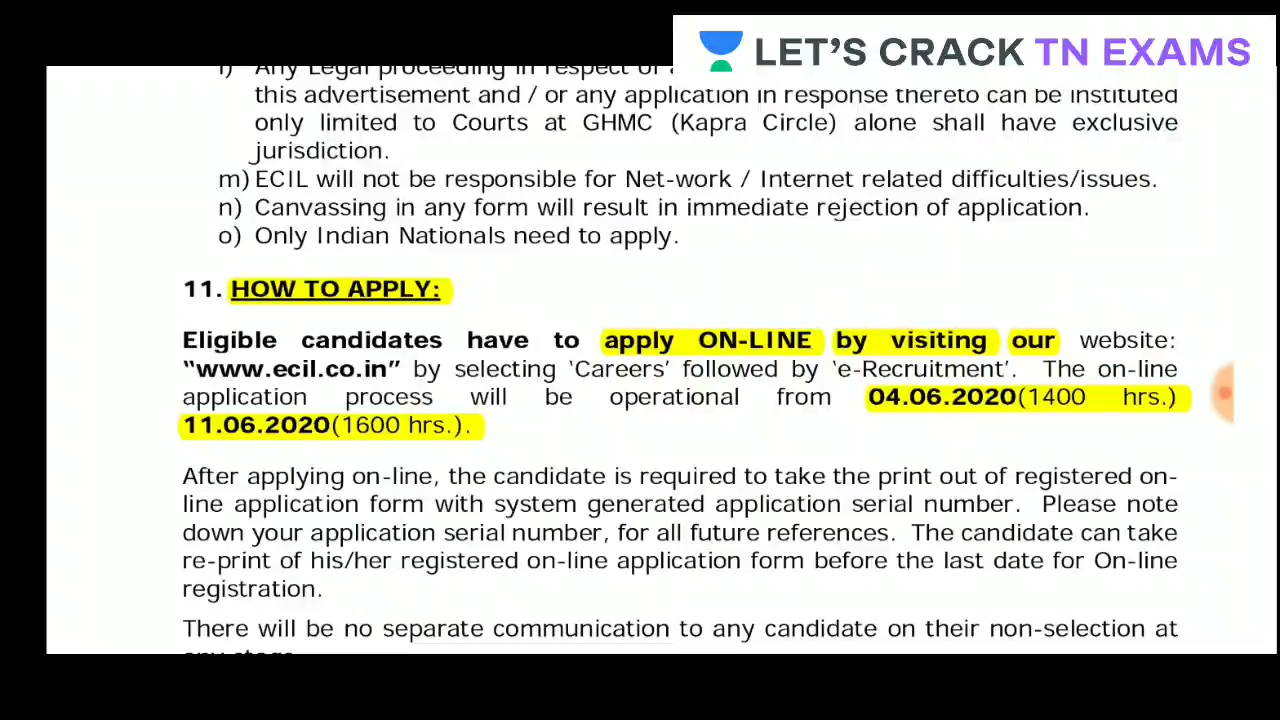 LET'S CRACK TN EXAMS
Any Legal proceeding in respect of
this advertisement and / or any application in response thereto can be instituted
only limited to Courts at GHMC (Kapra Circle) alone shall have exclusive
jurisdiction.
m) ECIL will not be responsible for Net-work / Internet related difficulties/issues.
n) Canvassing in any form will result in immediate rejection of application.
o) Only Indian Nationals need to apply.
11. HOW TO APPLY:
Eligible candidates have to apply ON-LINE by visiting our website:
"www.ecil.co.in" by selecting 'Careers' followed by 'e-Recruitment'. The on-line
application process will be operational from 04.06.2020(1400 hrs.)
11.06.2020(1600 hrs.).
After applying on-line, the candidate is required to take the print out of registered on-
line application form with system generated application serial number. Please note
down your application serial number, for all future references. The candidate can take
re-print of his/her registered on-line application form before the last date for On-line
registration.
There will be no separate communication to any candidate on their non-selection at